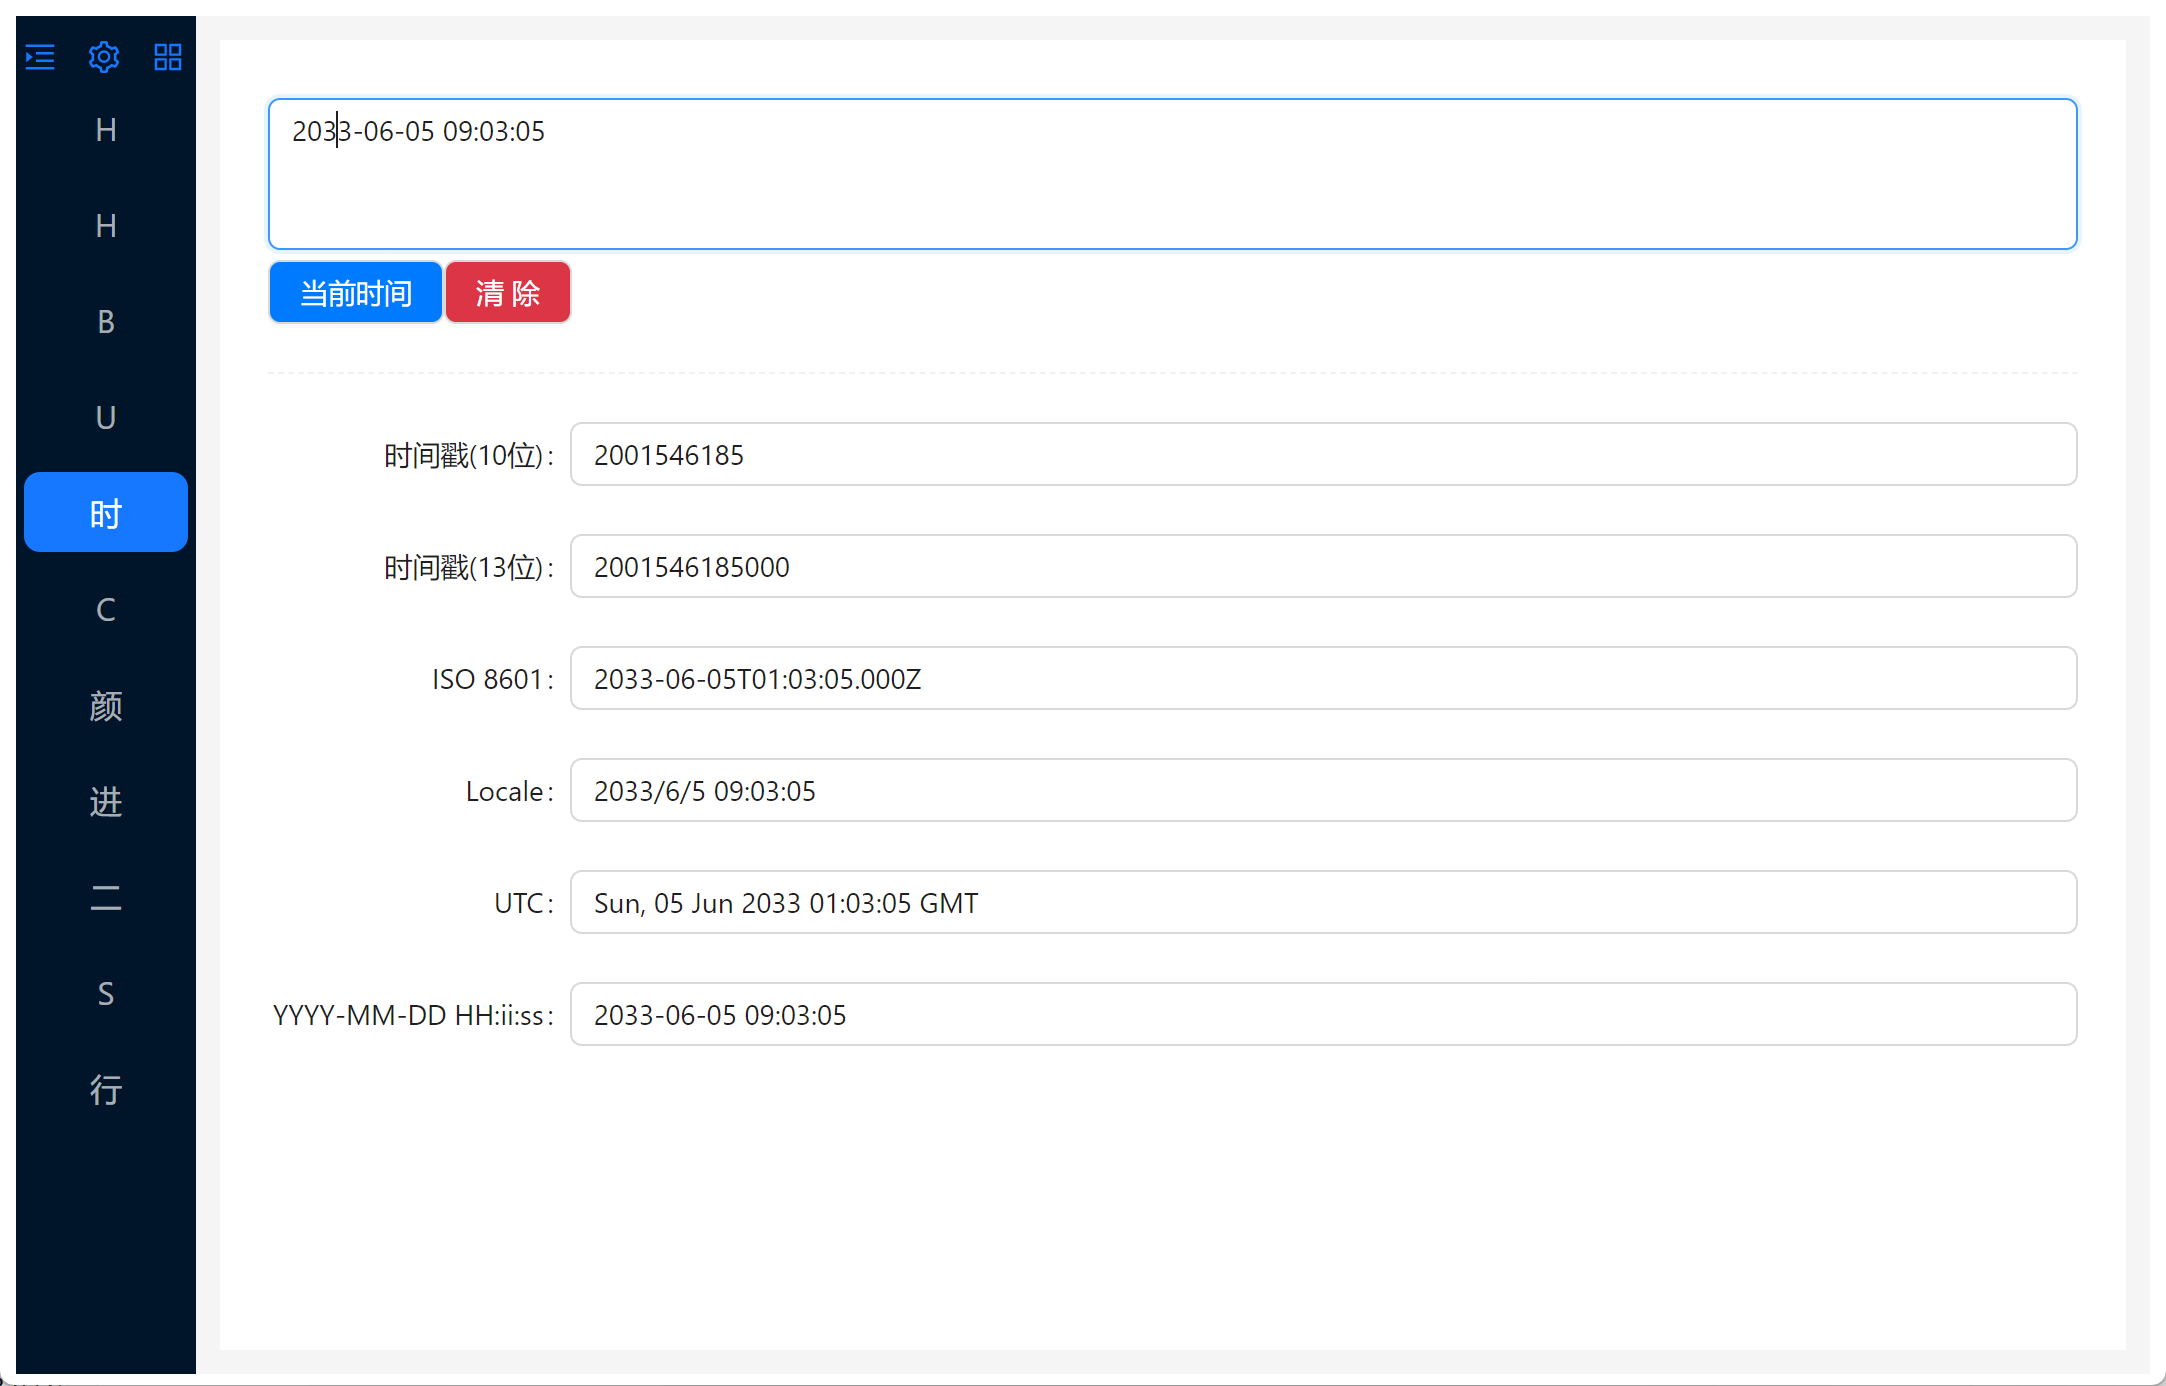 H
H
B
U
时
C
颜
进
二
S
行
2033-06-05 09:03:05
当前时间 清 除
时间戳(10位): 2001546185
时间戳(13位): 2001546185000
ISO 8601: 2033-06-05T01:03:05.000Z
Locale: 2033/6/5 09:03:05
UTC: Sun, 05 Jun 2033 01:03:05 GMT
YYYY-MM-DD HH:ii:ss: 2033-06-05 09:03:05